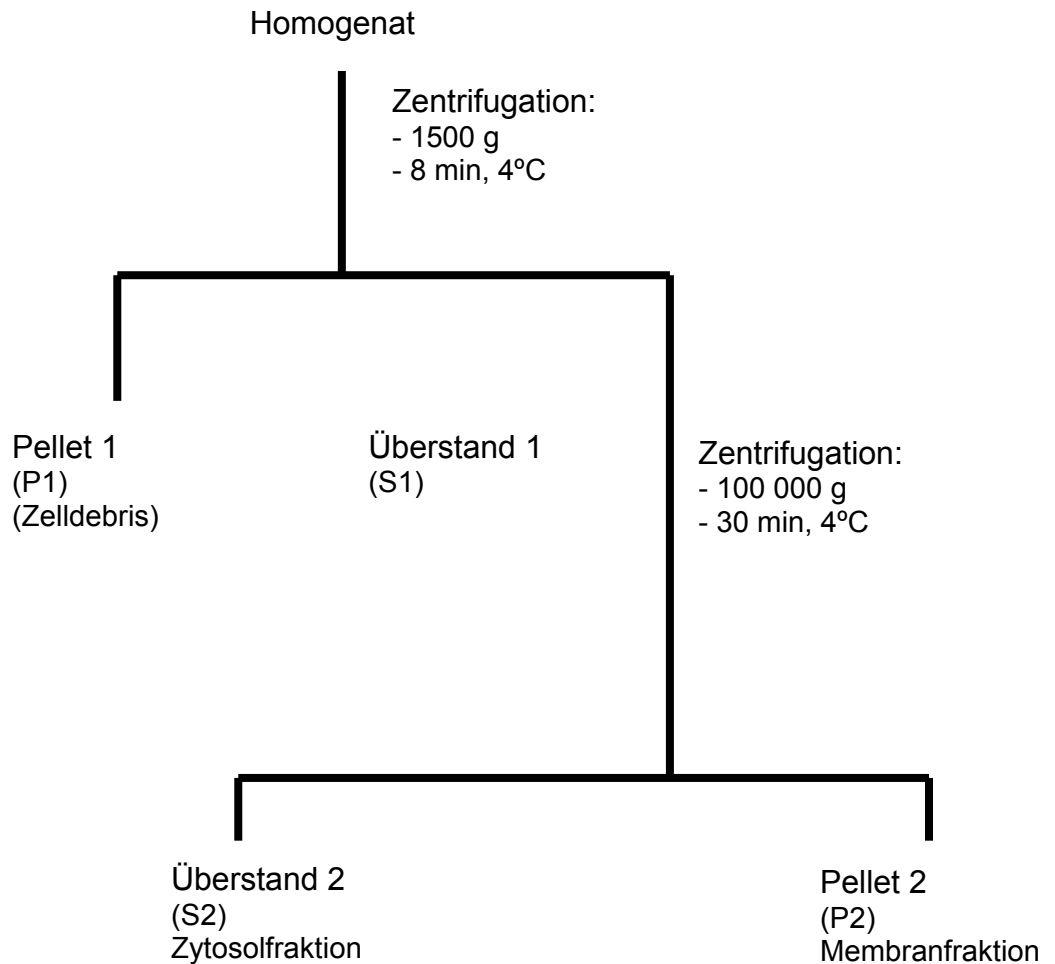 Homogenat
Zentrifugation:
- 1500 g
- 8 min, 4ºC
Pellet 1
(P1)
(Zelldebris)
Überstand 1
(S1)
Zentrifugation:
- 100 000 g
- 30 min, 4ºC
Überstand 2
(S2)
Zytosolfraktion
Pellet 2
(P2)
Membranfraktion